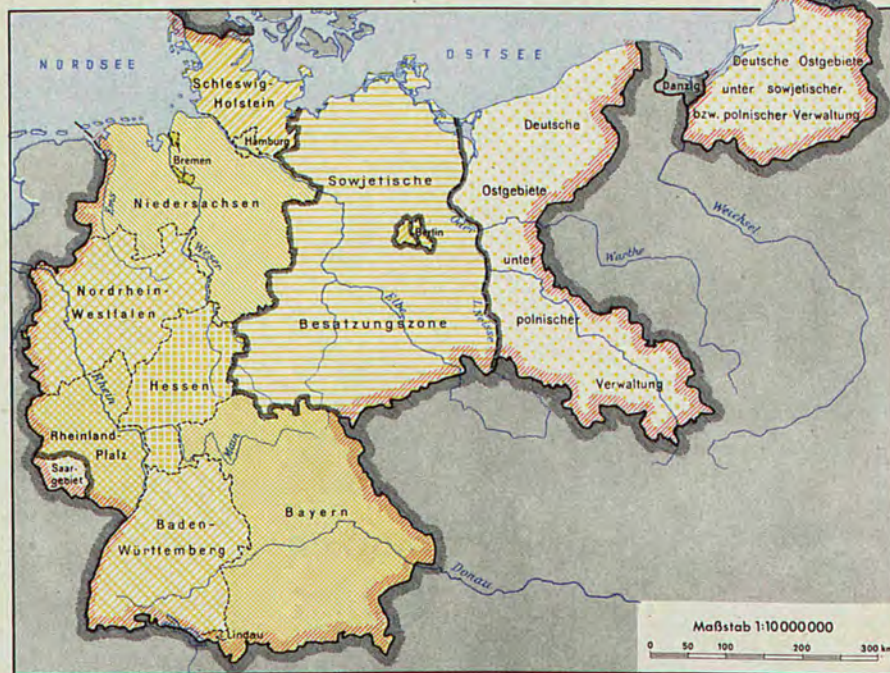 NORDSEE
OSTSEE
Schleswig-
Holstein
Hamburg
Bremen
Niedersachsen
Ems
Weser
Nordrhein-
Westfalen
Rhein
Hessen
Rheinland-
Pfalz
Saar-
gebiet
Main
Baden-
Württemberg
Bayern
Lindau
Donau
Sowjetische
Besatzungszone
Berlin
Elbe
Oder
L. Neisse
Deutsche
Ostgebiete
unter
polnischer
Verwaltung
Warthe
Weichsel
Danzig
Deutsche Ostgebiete
unter sowjetischer
bzw. polnischer Verwaltung
Maßstab 1:10000000
0 50 100 200 300 km